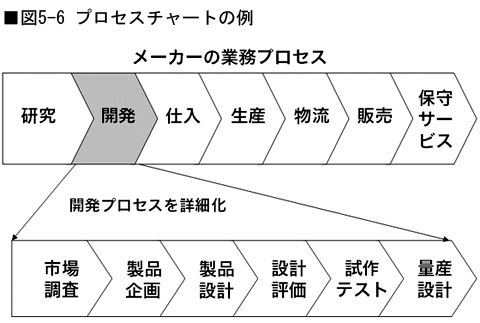 ■図5-6 プロセスチャートの例
メーカーの業務プロセス
研究
開発
仕入
生産
物流
販売
保守
サー
ビス
開発プロセスを詳細化
市場
調査
製品
企画
製品
設計
設計
評価
試作
テスト
量産
設計